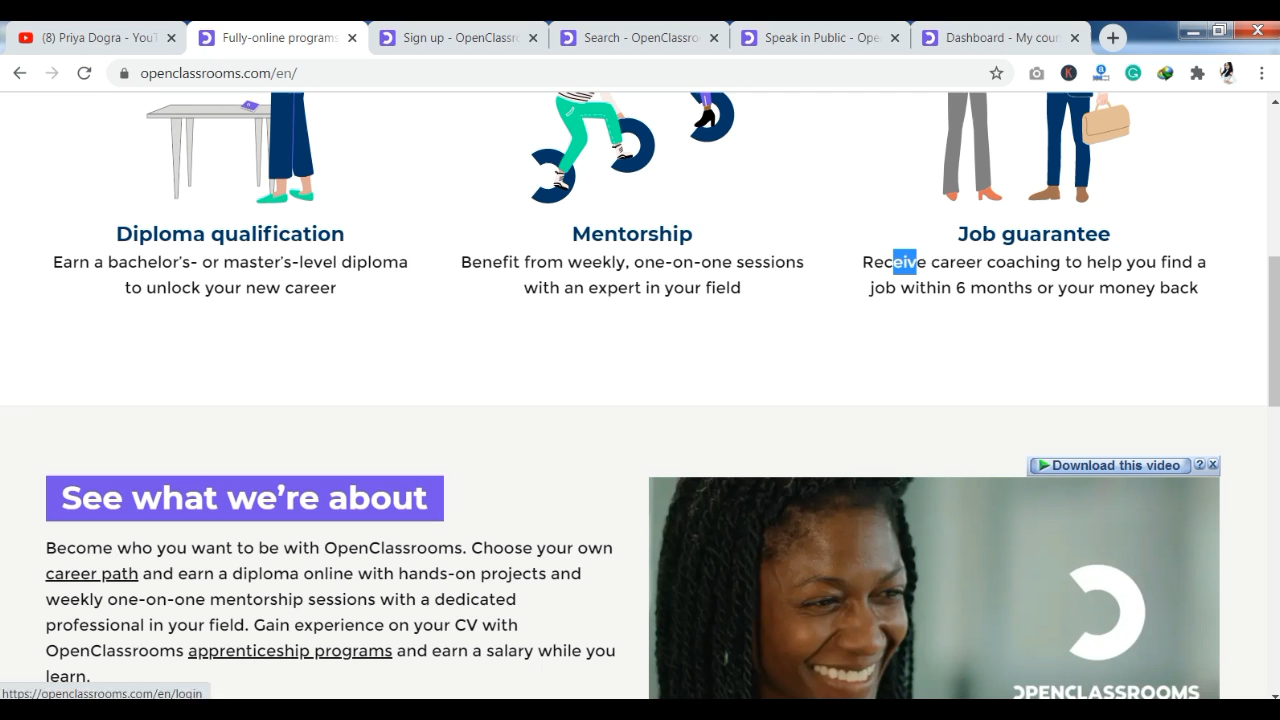 (8) Priya Dogra - YouT
Fully-online programs
Sign up - OpenClassr
Search - OpenClassro
Speak in Public - Ope
Dashboard - My cour
openclassrooms.com/en/
Diploma qualification
Earn a bachelor's- or master's-level diploma
to unlock your new career
Mentorship
Benefit from weekly, one-on-one sessions
with an expert in your field
Job guarantee
Receive career coaching to help you find a
job within 6 months or your money back
Download this video
See what we're about
Become who you want to be with OpenClassrooms. Choose your own
career path and earn a diploma online with hands-on projects and
weekly one-on-one mentorship sessions with a dedicated
professional in your field. Gain experience on your CV with
OpenClassrooms apprenticeship programs and earn a salary while you
learn.
OPENCLASSROOMS
https://openclassrooms.com/en/login